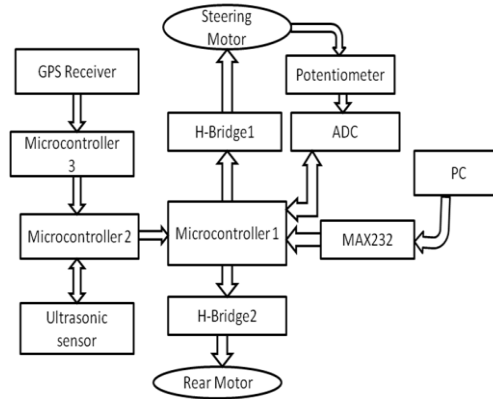 Steering
Motor
GPS Receiver
Potentiometer
H-Bridge1
ADC
Microcontroller
3
PC
Microcontroller2
Microcontroller1
MAX232
Ultrasonic
sensor
H-Bridge2
Rear Motor